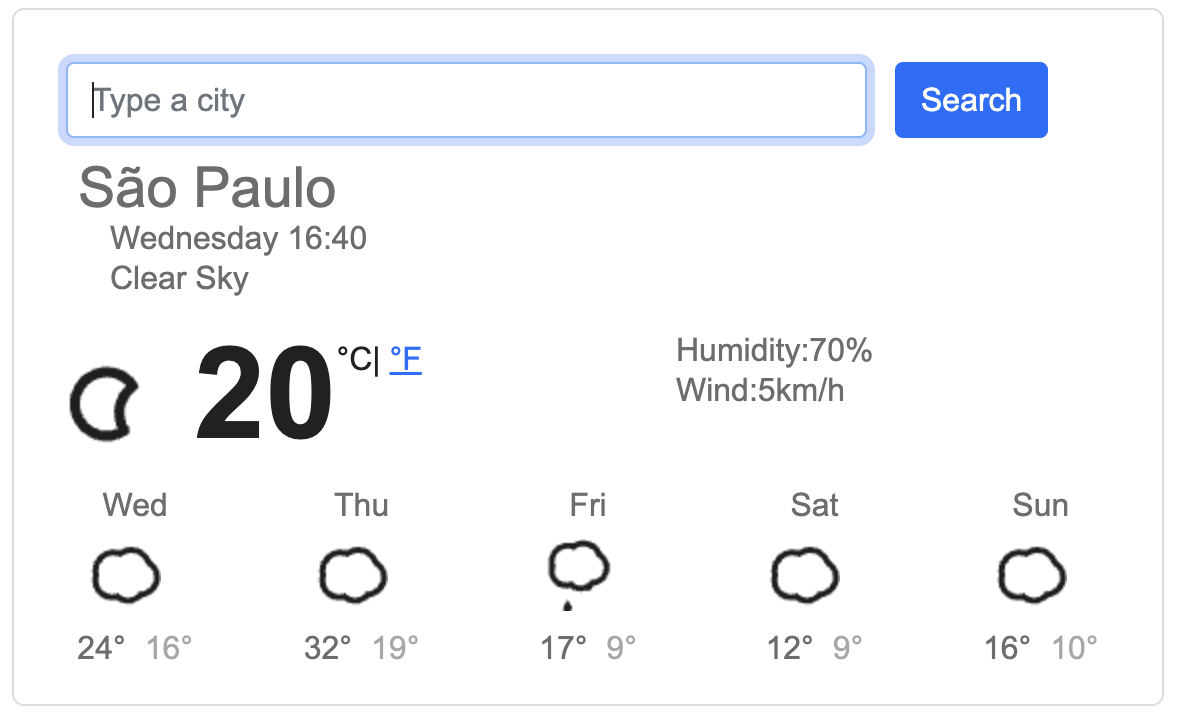 Type a city
Search
São Paulo
Wednesday 16:40
Clear Sky
20 °C| °F
Humidity:70%
Wind:5km/h
Wed Thu Fri Sat Sun
24° 16° 32° 19° 17° 9° 12° 9° 16° 10°